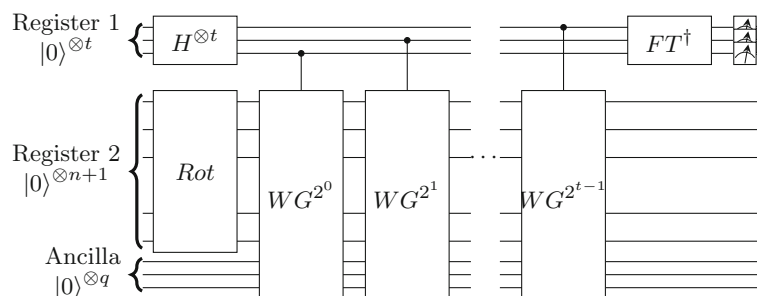 Register 1
|0⟩^{⊗t}
H^{⊗t}
FT^†
Register 2
|0⟩^{⊗n+1}
Rot
WG^{2^0}
WG^{2^1}
...
WG^{2^{t−1}}
Ancilla
|0⟩^{⊗q}